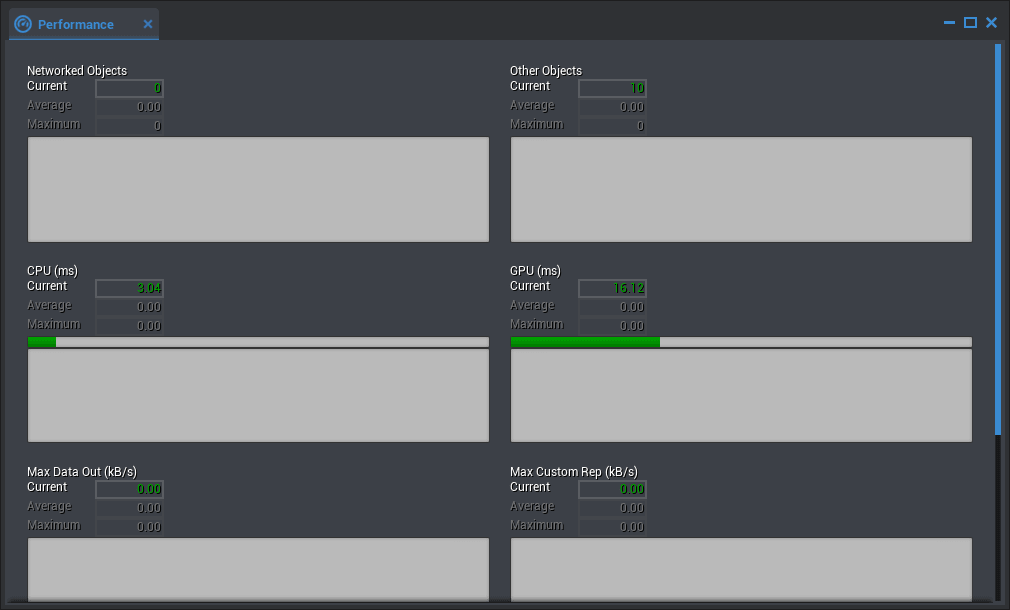 Performance
Networked Objects
Current 0
Average 0.00
Maximum 0
Other Objects
Current 10
Average 0.00
Maximum 0
CPU (ms)
Current 3.04
Average 0.00
Maximum 0.00
GPU (ms)
Current 16.12
Average 0.00
Maximum 0.00
Max Data Out (kB/s)
Current 0.00
Average 0.00
Maximum 0.00
Max Custom Rep (kB/s)
Current 0.00
Average 0.00
Maximum 0.00